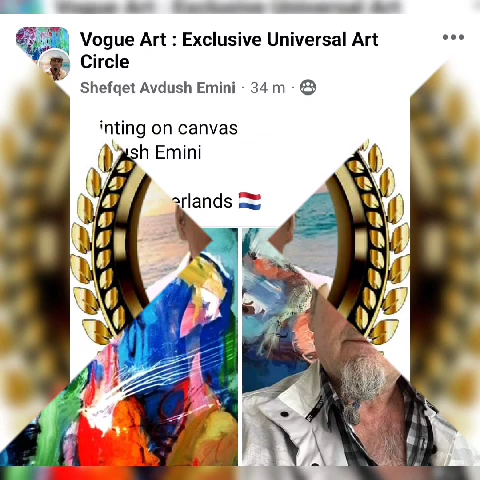 Vogue Art : Exclusive Universal Art
Circle
Shefqet Avdush Emini · 34 m ·
inting on canvas
ush Emini
erlands 🇳🇱